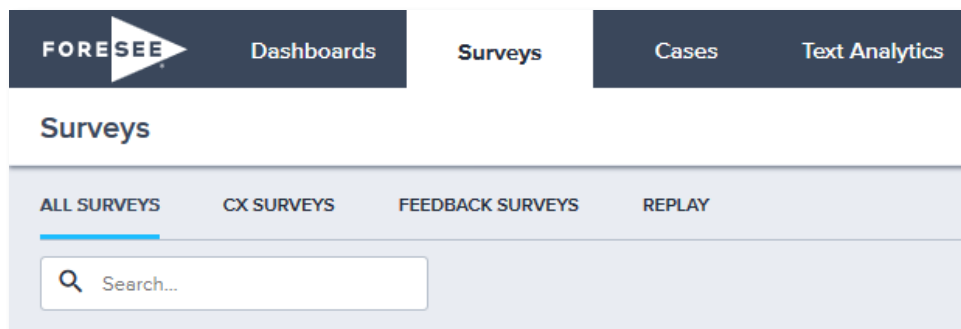 FORESEE Dashboards Surveys Cases Text Analytics
Surveys
ALL SURVEYS CX SURVEYS FEEDBACK SURVEYS REPLAY
Search...